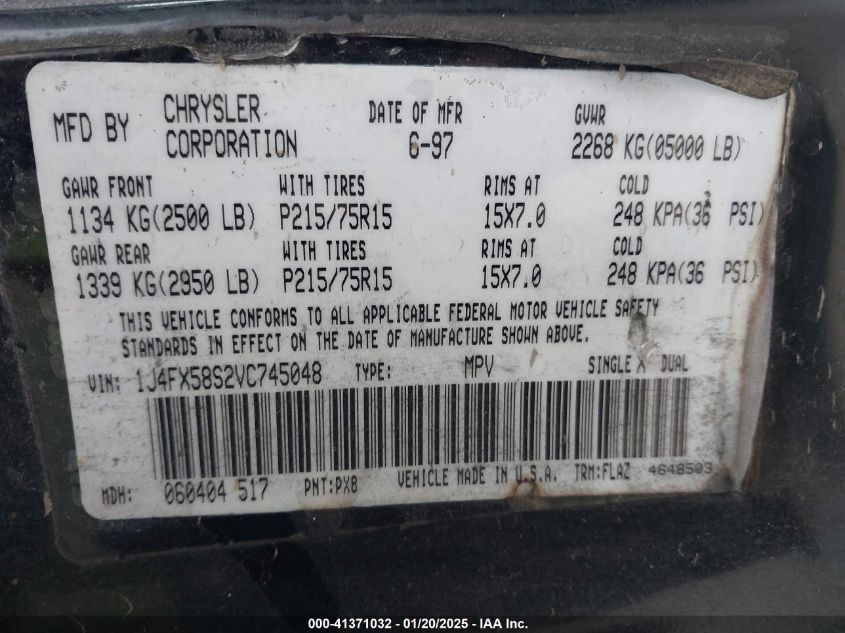 MFD BY CHRYSLER CORPORATION DATE OF MFR 6-97 GVWR 2268 KG(05000 LB)
GAWR FRONT WITH TIRES RIMS AT COLD
1134 KG(2500 LB) P215/75R15 15X7.0 248 KPA(36 PSI)
GAWR REAR WITH TIRES RIMS AT COLD
1339 KG(2950 LB) P215/75R15 15X7.0 248 KPA(36 PSI)
THIS VEHICLE CONFORMS TO ALL APPLICABLE FEDERAL MOTOR VEHICLE SAFETY
STANDARDS IN EFFECT ON THE DATE OF MANUFACTURE SHOWN ABOVE.
VIN: 1J4FX58S2VC745048 TYPE: MPV SINGLE X DUAL
MDH: 060404 517 PNT:PX8 VEHICLE MADE IN U.S.A. TRM:FLAZ 4648503
000-41371032 - 01/20/2025 - IAA Inc.